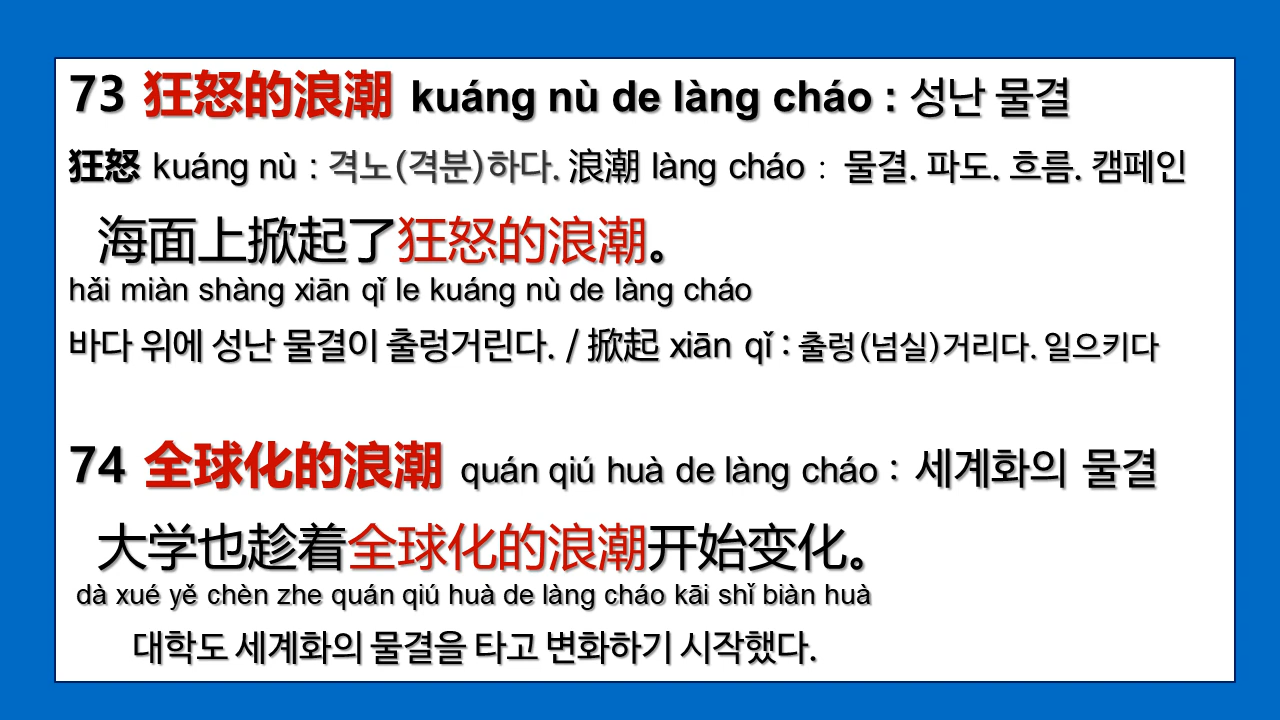 73 狂怒的浪潮 kuáng nù de làng cháo : 성난 물결
狂怒 kuáng nù : 격노(격분)하다. 浪潮 làng cháo : 물결. 파도. 흐름. 캠페인
海面上掀起了狂怒的浪潮。
hǎi miàn shàng xiān qǐ le kuáng nù de làng cháo
바다 위에 성난 물결이 출렁거린다. / 掀起 xiān qǐ : 출렁(넘실)거리다. 일으키다
74 全球化的浪潮 quán qiú huà de làng cháo : 세계화의 물결
大学也趁着全球化的浪潮开始变化。
dà xué yě chèn zhe quán qiú huà de làng cháo kāi shǐ biàn huà
대학도 세계화의 물결을 타고 변화하기 시작했다.